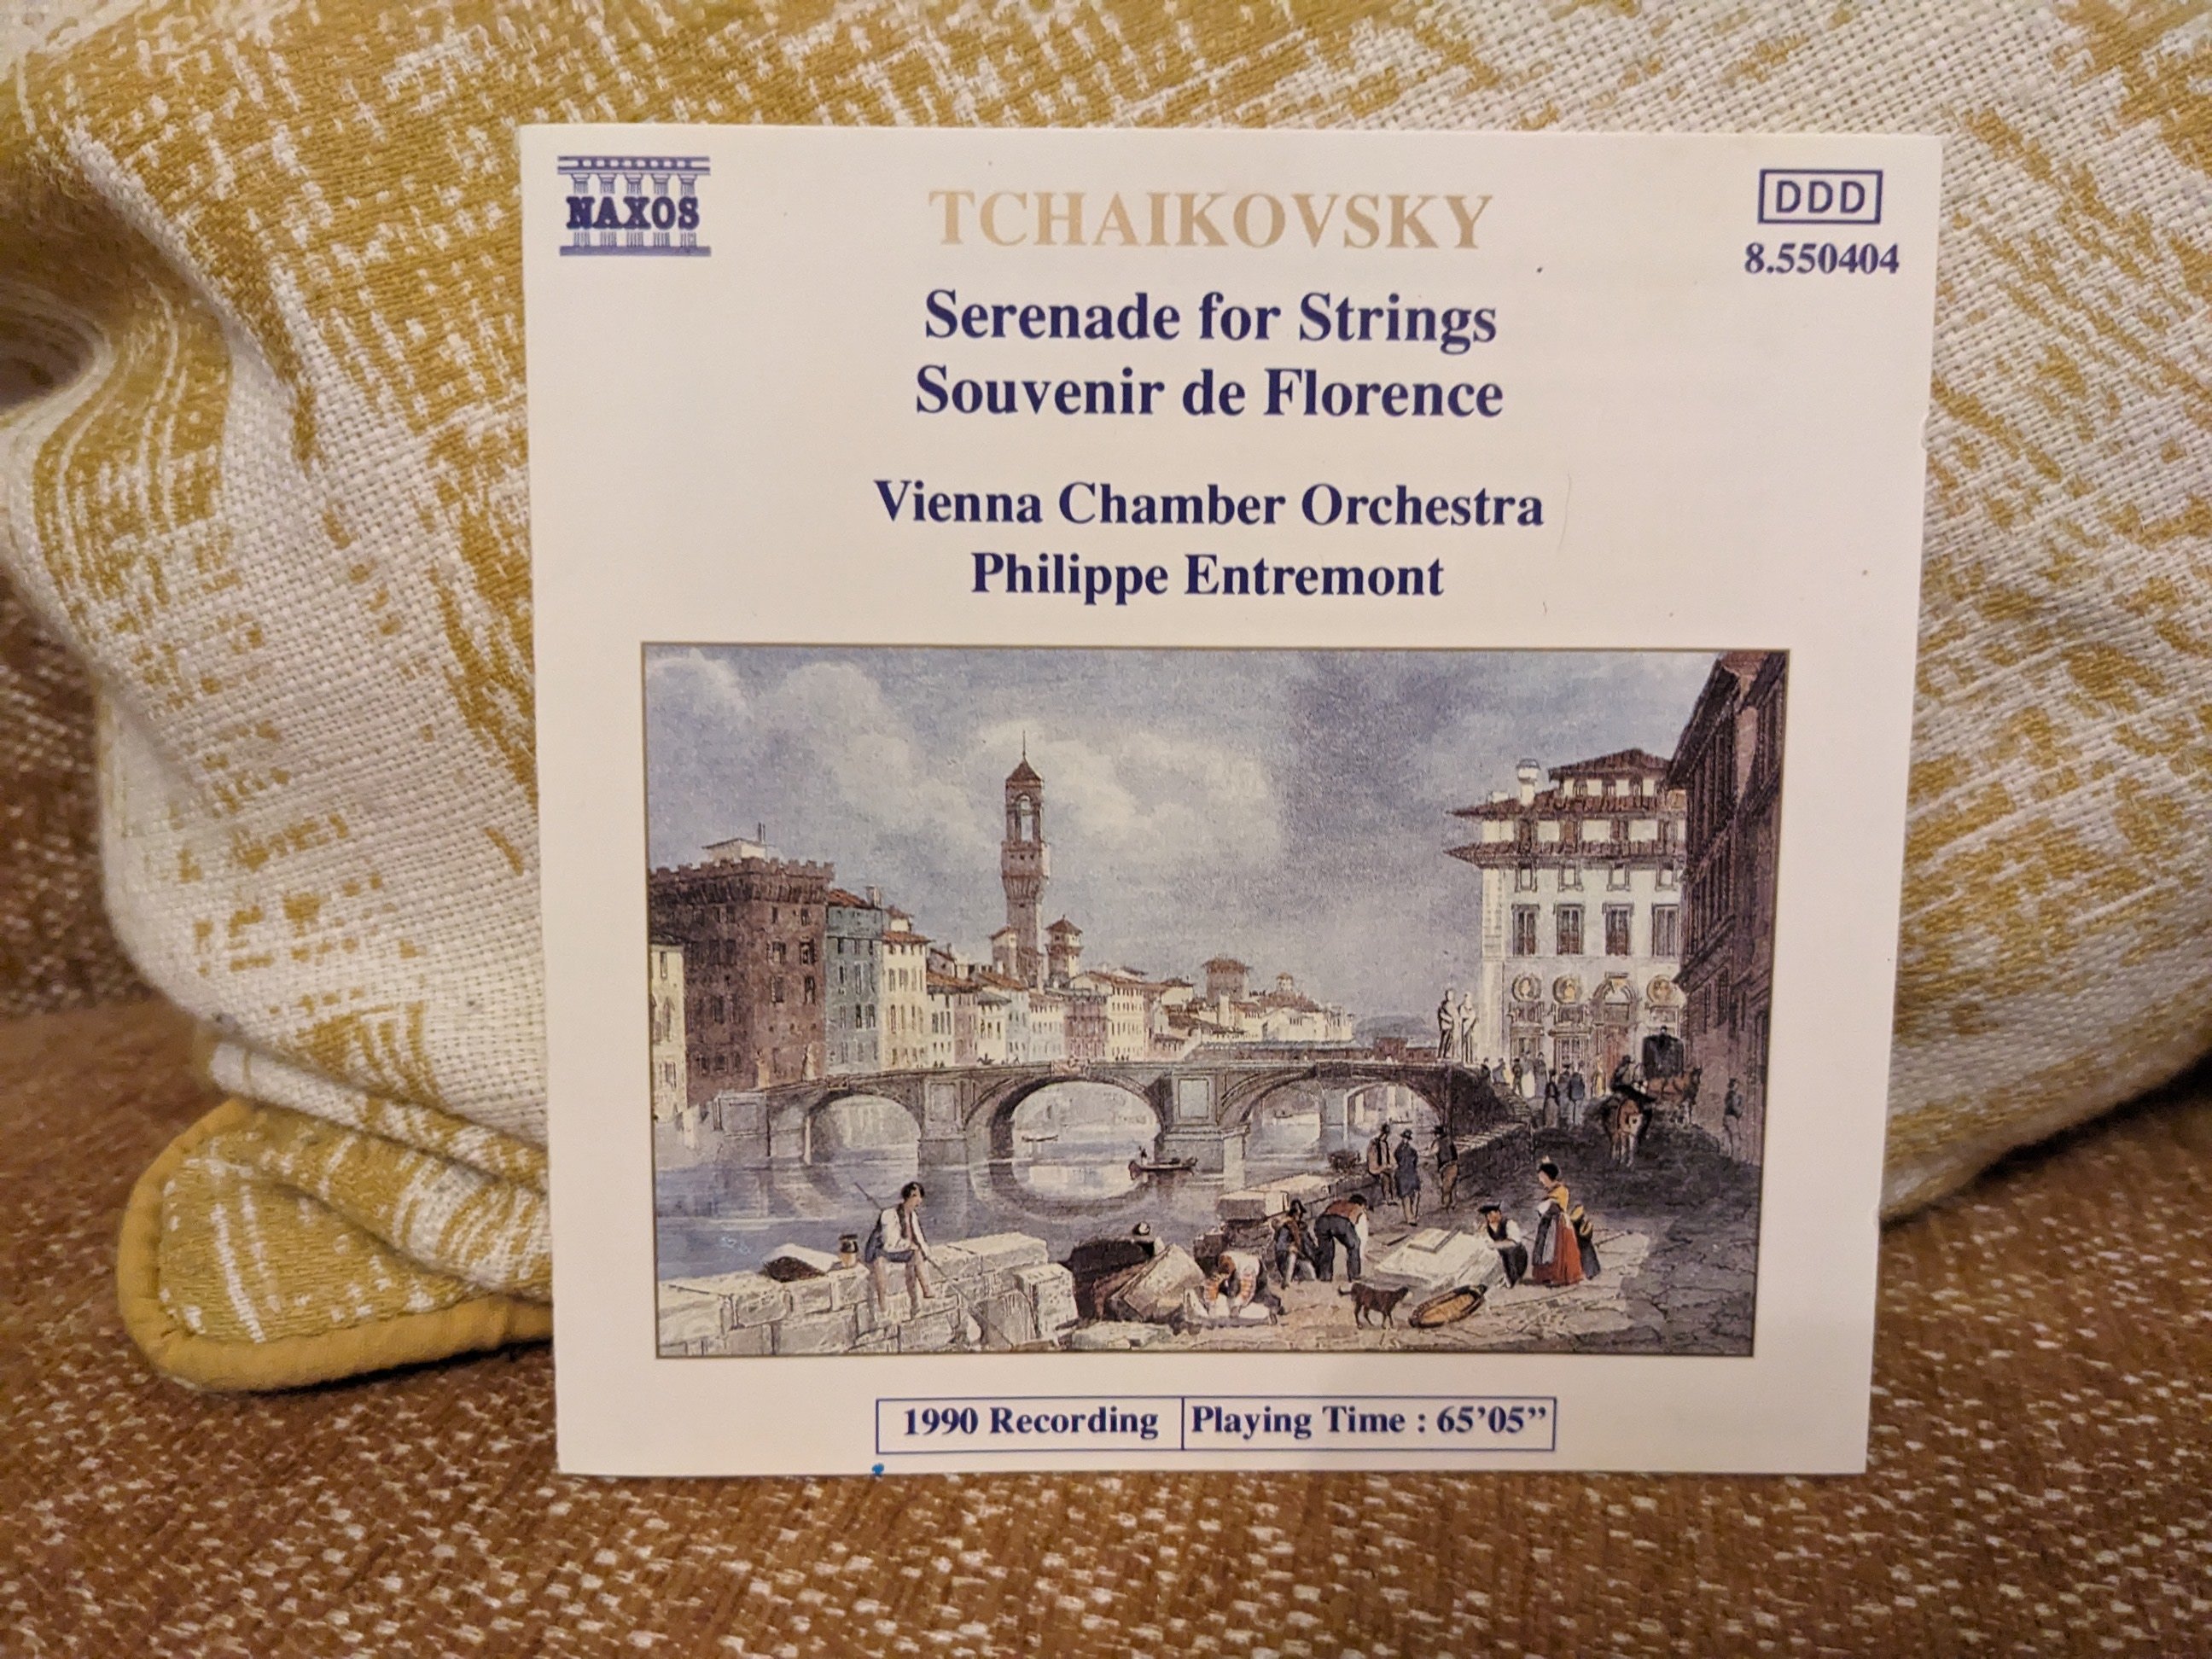 NAXOS
DDD
8.550404
TCHAIKOVSKY
Serenade for Strings
Souvenir de Florence
Vienna Chamber Orchestra
Philippe Entremont
1990 Recording
Playing Time : 65’05”